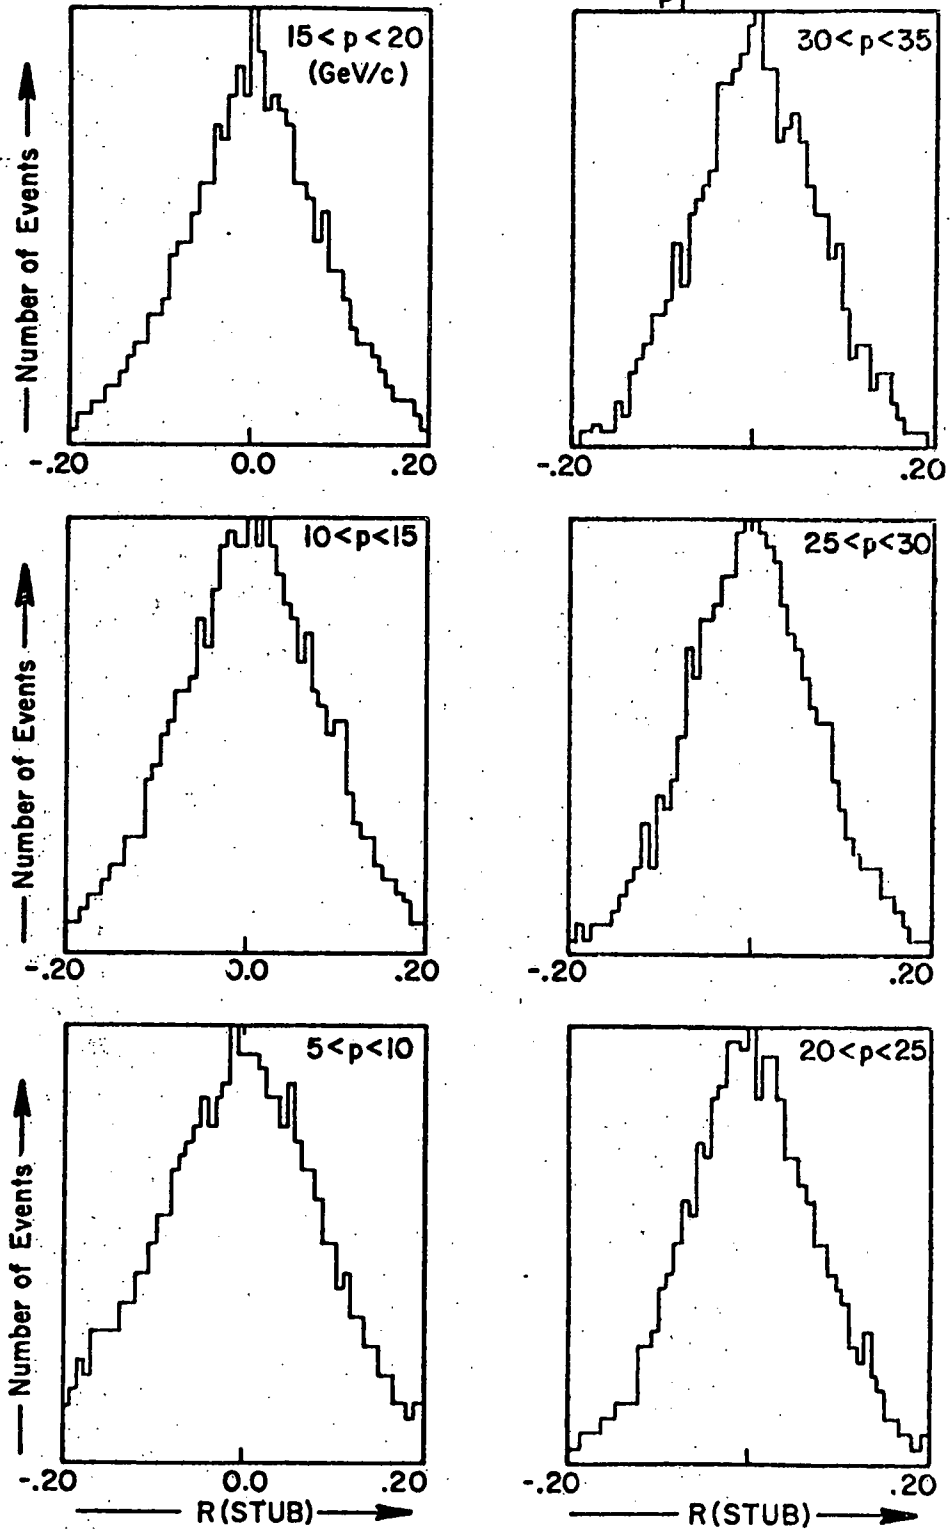 15 < p < 20
(GeV/c)
Number of Events
-.20 0.0 .20
30 < p < 35
-.20 .20
10 < p < 15
Number of Events
-.20 0.0 .20
25 < p < 30
-.20 .20
5 < p < 10
Number of Events
-.20 0.0 .20
R(STUB)
20 < p < 25
-.20 .20
R(STUB)